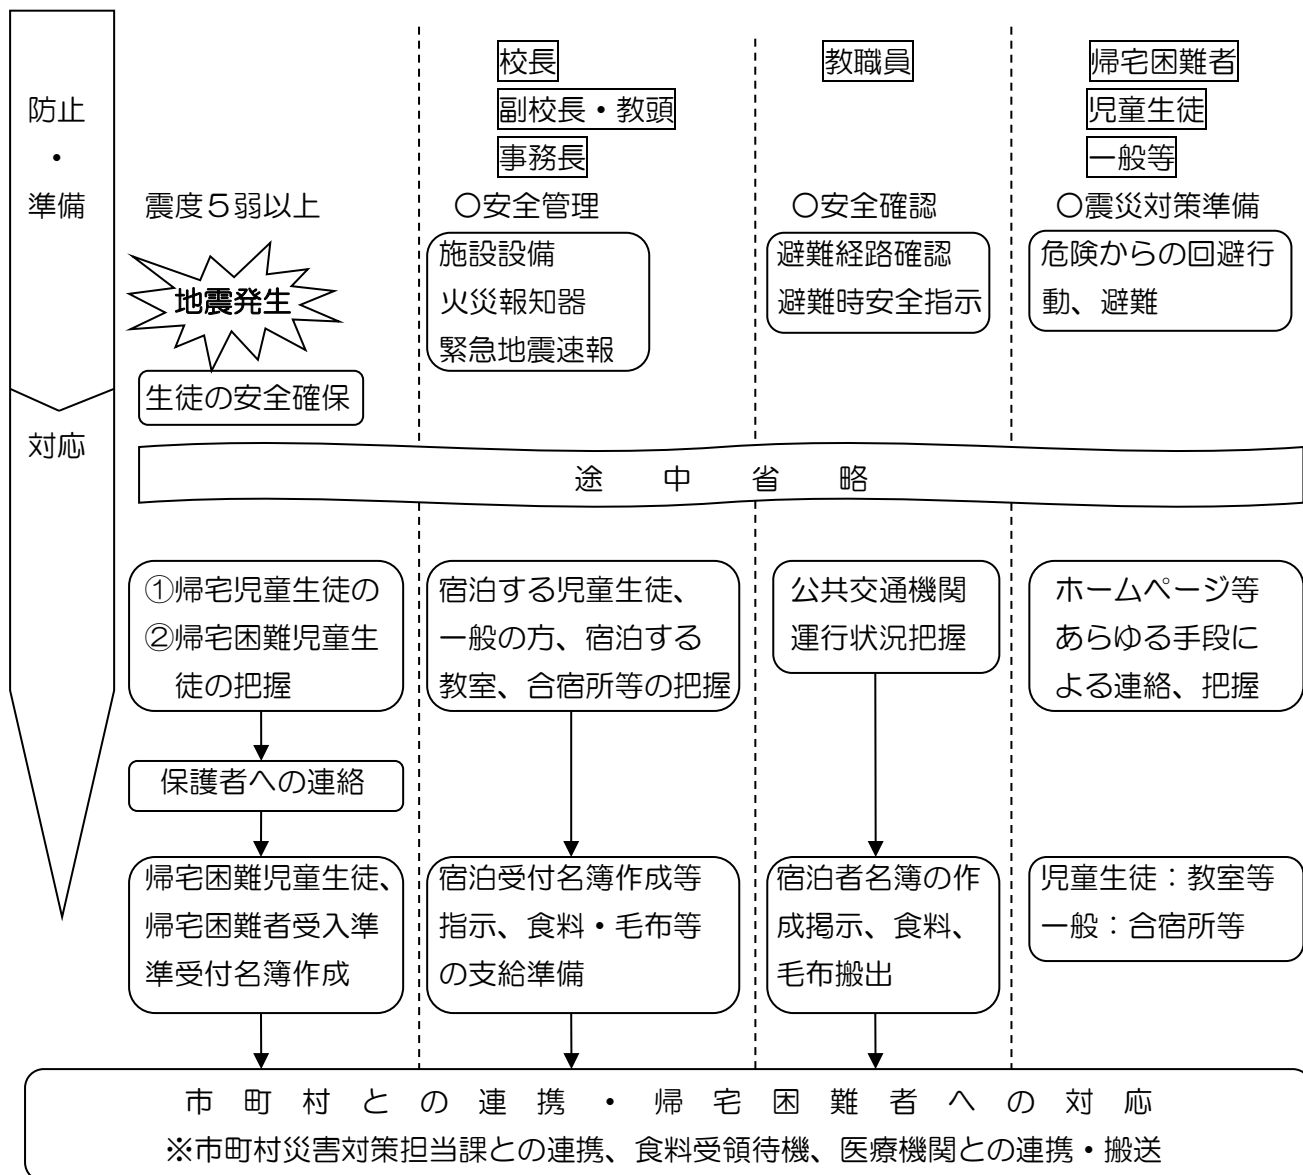 防止
・
準備
対応
震度５弱以上
地震発生
生徒の安全確保
校長
副校長・教頭
事務長
○安全管理
施設設備
火災報知器
緊急地震速報
教職員
○安全確認
避難経路確認
避難時安全指示
帰宅困難者
児童生徒
一般等
○震災対策準備
危険からの回避行
動、避難
途中省略
①帰宅児童生徒の
②帰宅困難児童生
徒の把握
保護者への連絡
帰宅困難児童生徒、
帰宅困難者受入準
準受付名簿作成
宿泊する児童生徒、
一般の方、宿泊する
教室、合宿所等の把握
宿泊受付名簿作成等
指示、食料・毛布等
の支給準備
公共交通機関
運行状況把握
宿泊者名簿の作
成掲示、食料、
毛布搬出
ホームページ等
あらゆる手段に
よる連絡、把握
児童生徒：教室等
一般：合宿所等
市町村との連携・帰宅困難者への対応
※市町村災害対策担当課との連携、食料受領待機、医療機関との連携・搬送